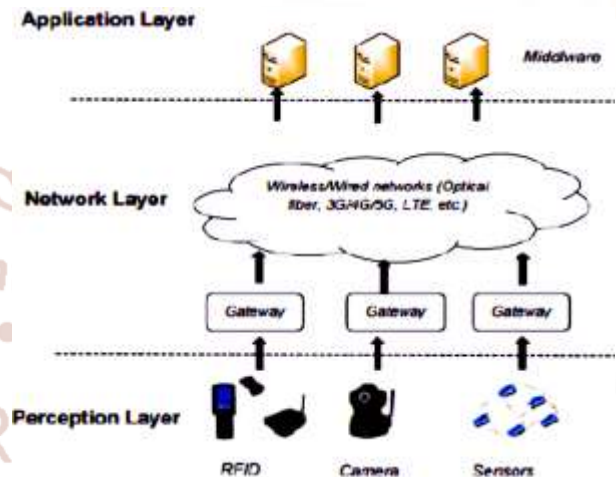 Application Layer
Middlware
Wireless/Wired networks (Optical
fiber, 3G/4G/5G, LTE, etc.)
Network Layer
Gateway Gateway Gateway
Perception Layer
RFID Camera Sensors